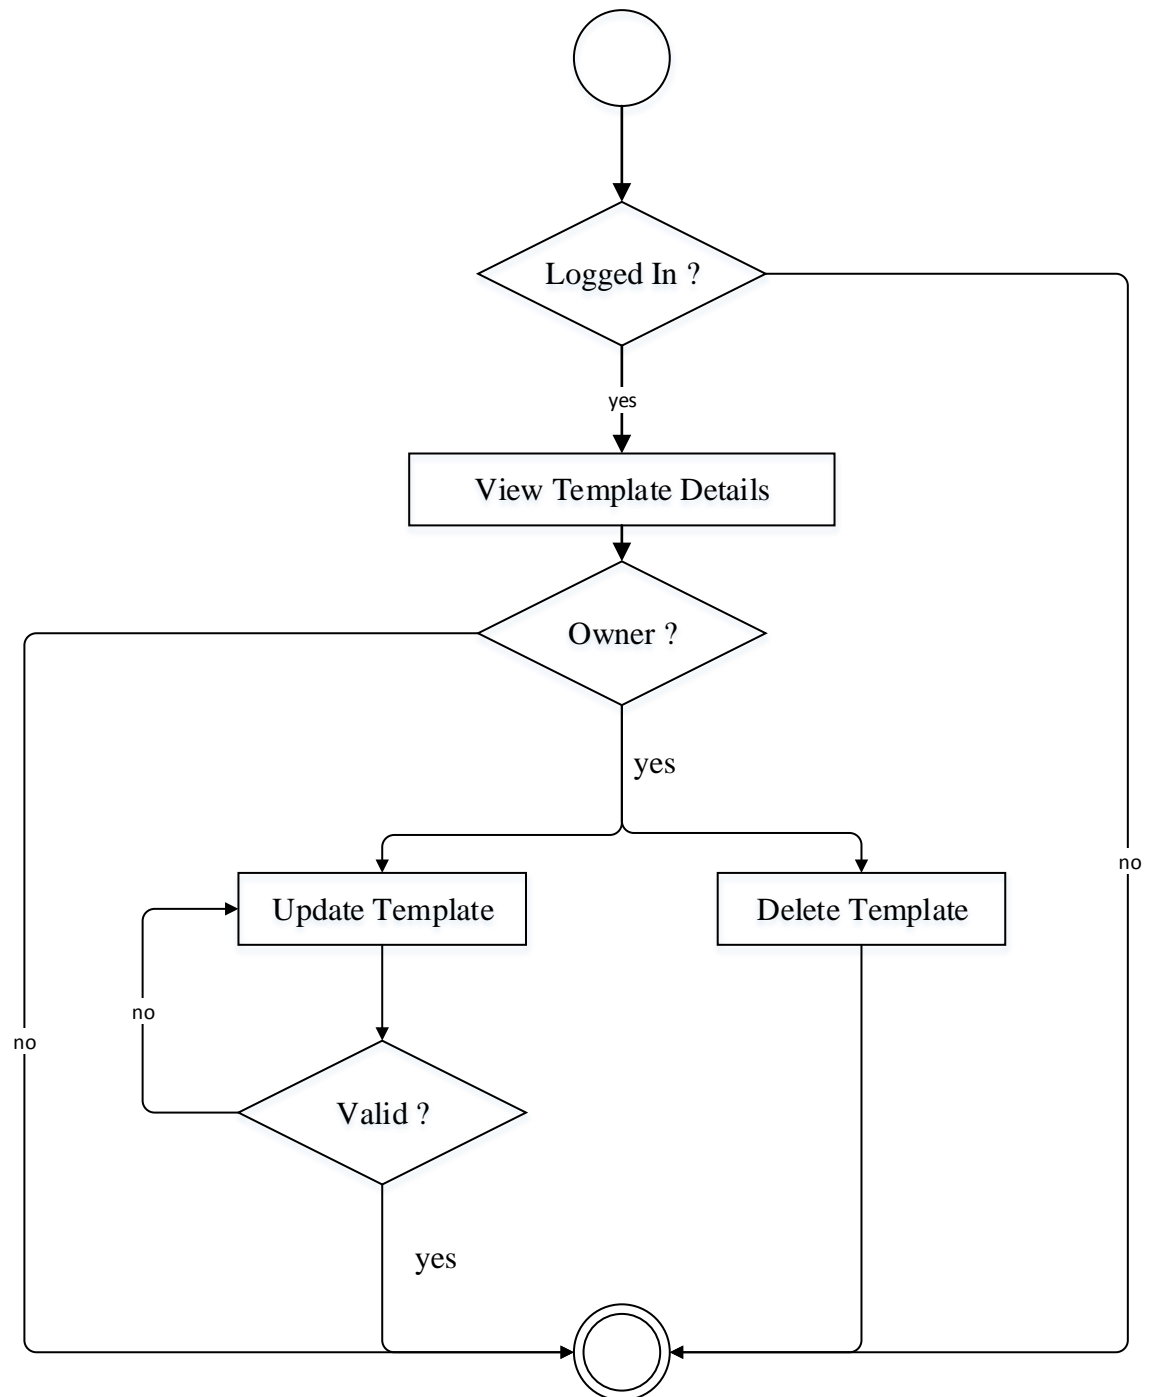 Logged In ?
yes
View Template Details
Owner ?
yes
no
Update Template
Delete Template
no
no
Valid ?
yes